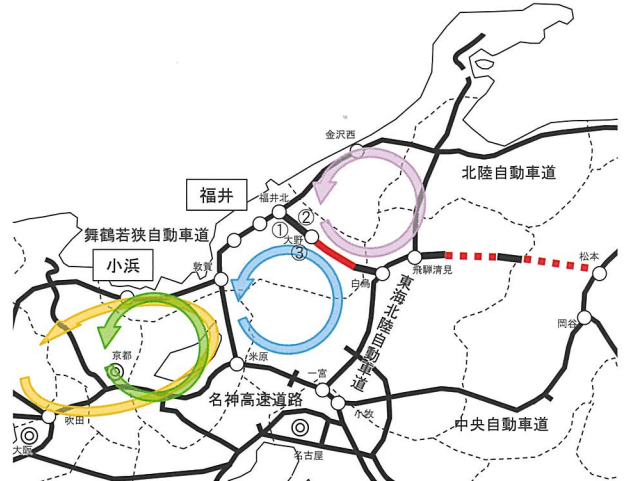 金沢西
北陸自動車道
福井
福井北
②
①
大野
③
舞鶴若狭自動車道
小浜
敦賀
白鳥
飛騨清見
松本
東海北陸自動車道
岡谷
京都
米原
一宮
名神高速道路
小牧
中央自動車道
吹田
大阪
名古屋